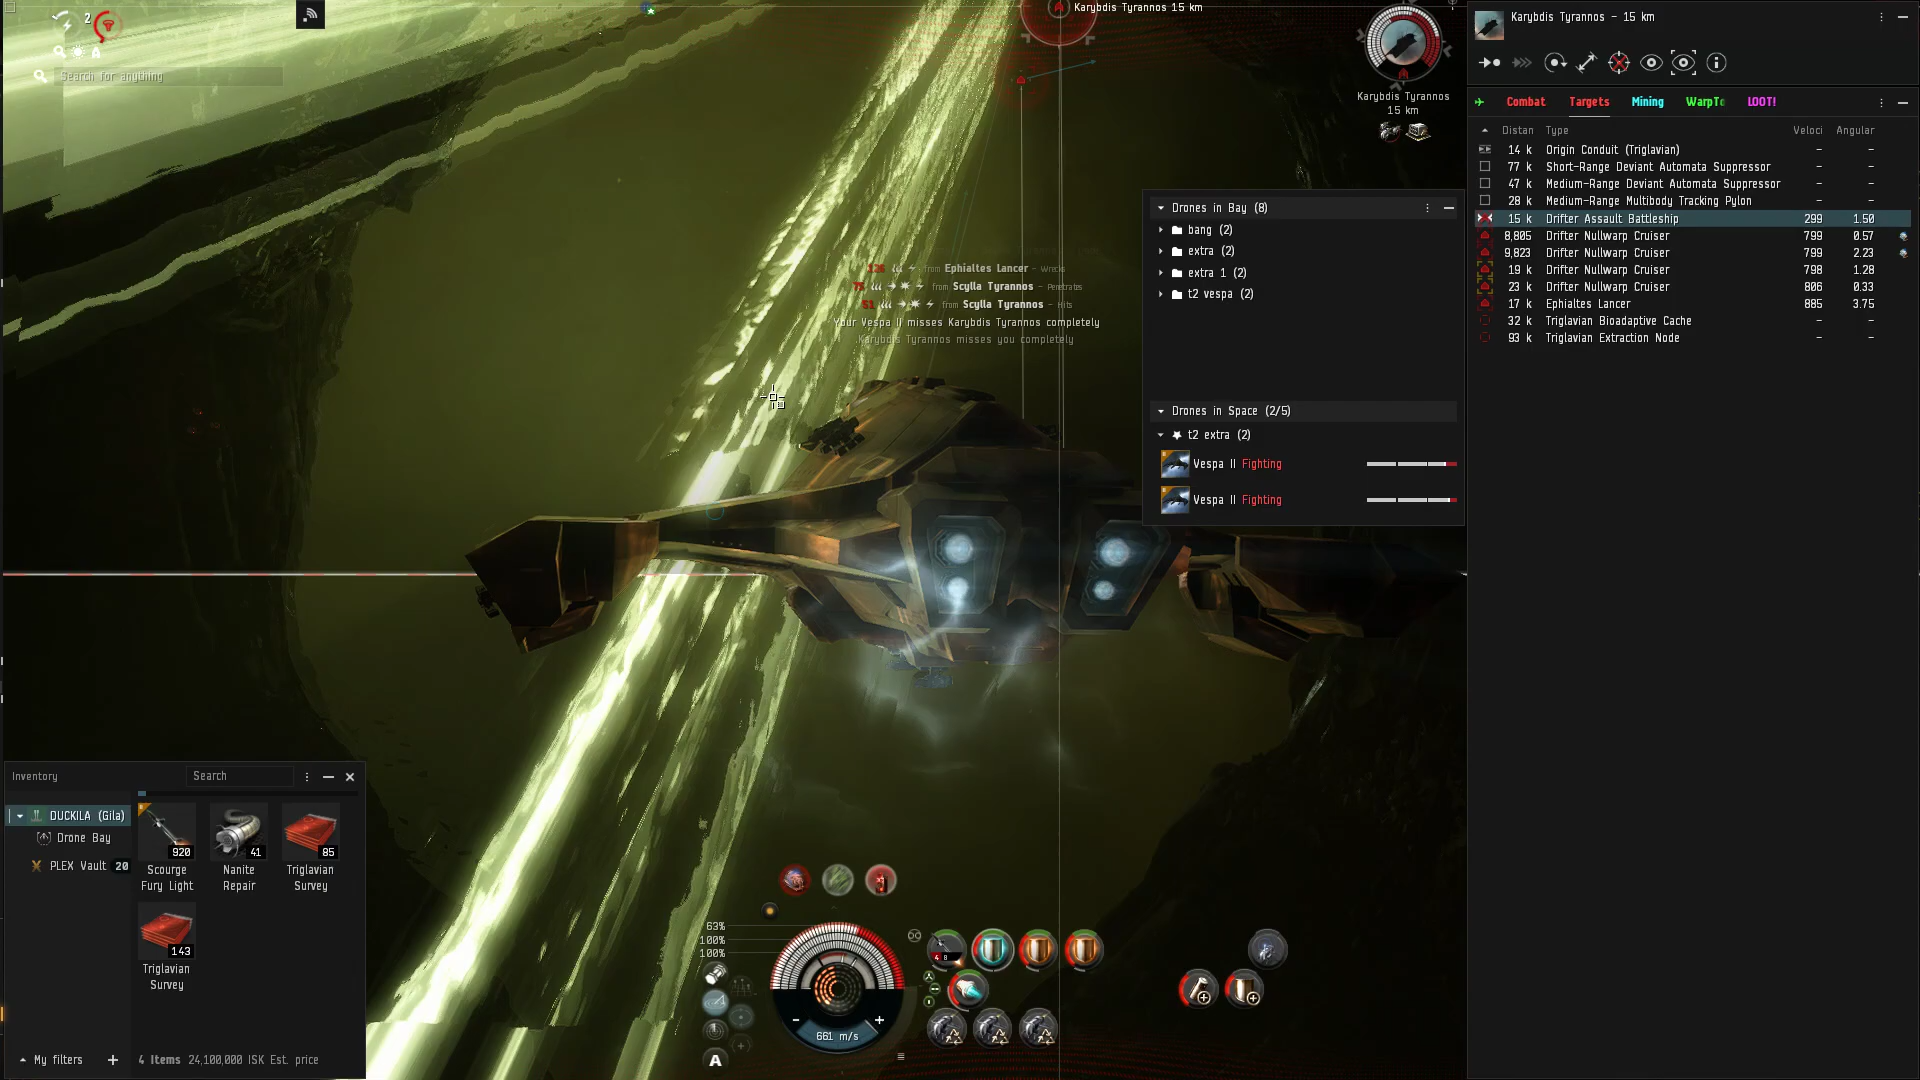 2
A
Search for anything
Karybdis Tyrannos 15 km
Karybdis Tyrannos
15 km
Karybdis Tyrannos - 15 km
Combat Targets Mining WarpTo LOOT!
Distan Type Veloci Angular
14 k Origin Conduit (Triglavian) – –
77 k Short-Range Deviant Automata Suppressor – –
47 k Medium-Range Deviant Automata Suppressor – –
28 k Medium-Range Multibody Tracking Pylon – –
15 k Drifter Assault Battleship 299 1.50
8,805 Drifter Nullwarp Cruiser 799 0.57
9,823 Drifter Nullwarp Cruiser 799 2.23
19 k Drifter Nullwarp Cruiser 798 1.28
23 k Drifter Nullwarp Cruiser 806 0.33
17 k Ephialtes Lancer 885 3.75
32 k Triglavian Bioadaptive Cache – –
93 k Triglavian Extraction Node – –
Drones in Bay (8)
bang (2)
extra (2)
extra 1 (2)
t2 vespa (2)
Drones in Space (2/5)
t2 extra (2)
Vespa II Fighting
Vespa II Fighting
126 from Ephialtes Lancer - Wrecks
75 from Scylla Tyrannos - Penetrates
51 from Scylla Tyrannos - Hits
Your Vespa II misses Karybdis Tyrannos completely
Karybdis Tyrannos misses you completely
Inventory Search
DUCKILA (Gila)
Drone Bay
PLEX Vault 20
920
Scourge
Fury Light
41
Nanite
Repair
85
Triglavian
Survey
143
Triglavian
Survey
My filters +
4 Items 24,100,000 ISK Est. price
63%
100%
100%
4 8
- +
661 m/s
A